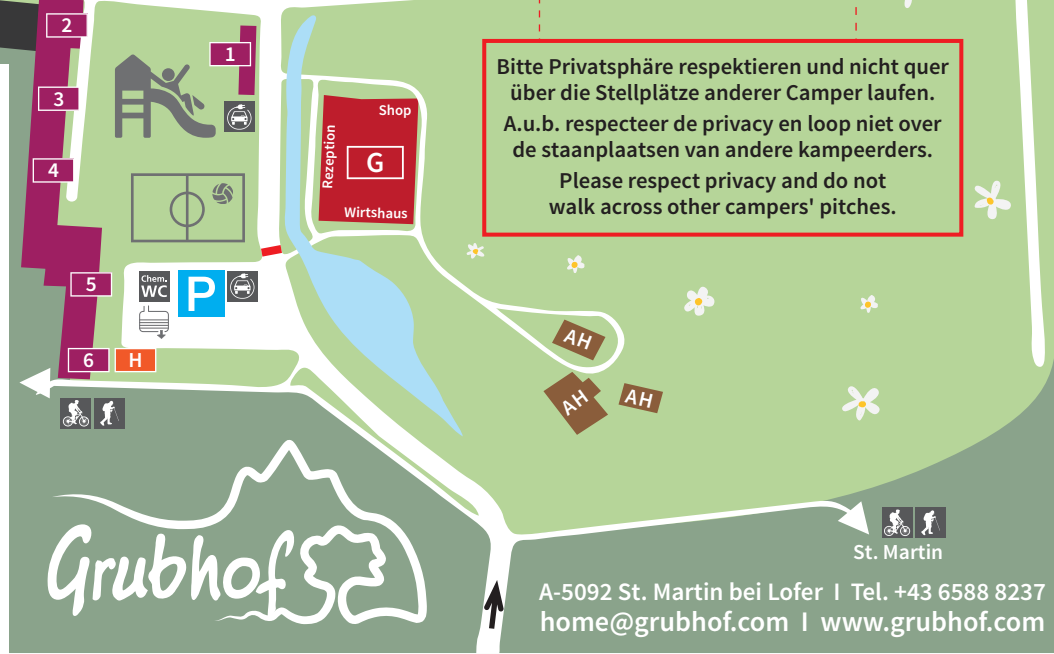 2
1
3
Shop
Rezeption
G
4
Wirtshaus
Bitte Privatsphäre respektieren und nicht quer
über die Stellplätze anderer Camper laufen.
A.u.b. respecteer de privacy en loop niet over
de staanplaatsen van andere kampeerders.
Please respect privacy and do not
walk across other campers' pitches.
5
Chem.
WC
P
AH
6
H
AH
AH
Grubhof
St. Martin
A-5092 St. Martin bei Lofer I Tel. +43 6588 8237
home@grubhof.com I www.grubhof.com